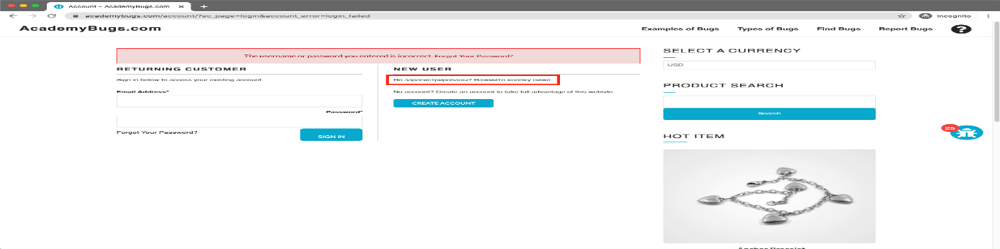 Account – AcademyBugs.com
academybugs.com/account/?ec_page=login&account_error=login_failed
Incognito
AcademyBugs.com
Examples of Bugs
Types of Bugs
Find Bugs
Report Bugs
?
The username or password you entered is incorrect. Forgot Your Password?
RETURNING CUSTOMER
Sign in below to access your existing account.
Email Address*
Password*
Forgot Your Password?
SIGN IN
NEW USER
Не зарегистрированы? Нажмите кнопку ниже
No account? Create an account to take full advantage of this website.
CREATE ACCOUNT
SELECT A CURRENCY
USD
PRODUCT SEARCH
Search
25
HOT ITEM
Anchor Bracelet